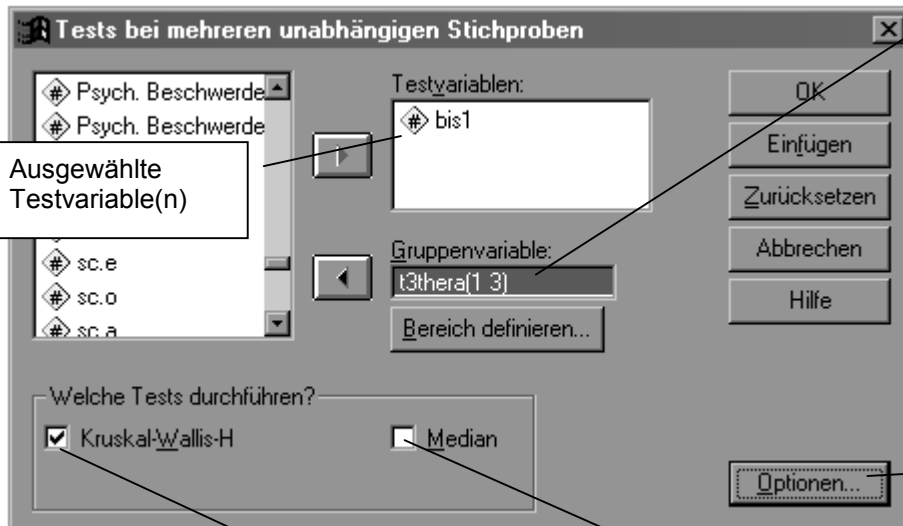 Tests bei mehreren unabhängigen Stichproben
Psych. Beschwerde
Psych. Beschwerde
Ausgewählte
Testvariable(n)
sc.e
sc.o
sc.a
Testvariablen:
bis1
Gruppenvariable:
t3thera(1 3)
Bereich definieren...
OK
Einfügen
Zurücksetzen
Abbrechen
Hilfe
Welche Tests durchführen?
Kruskal-Wallis-H
Median
Optionen...